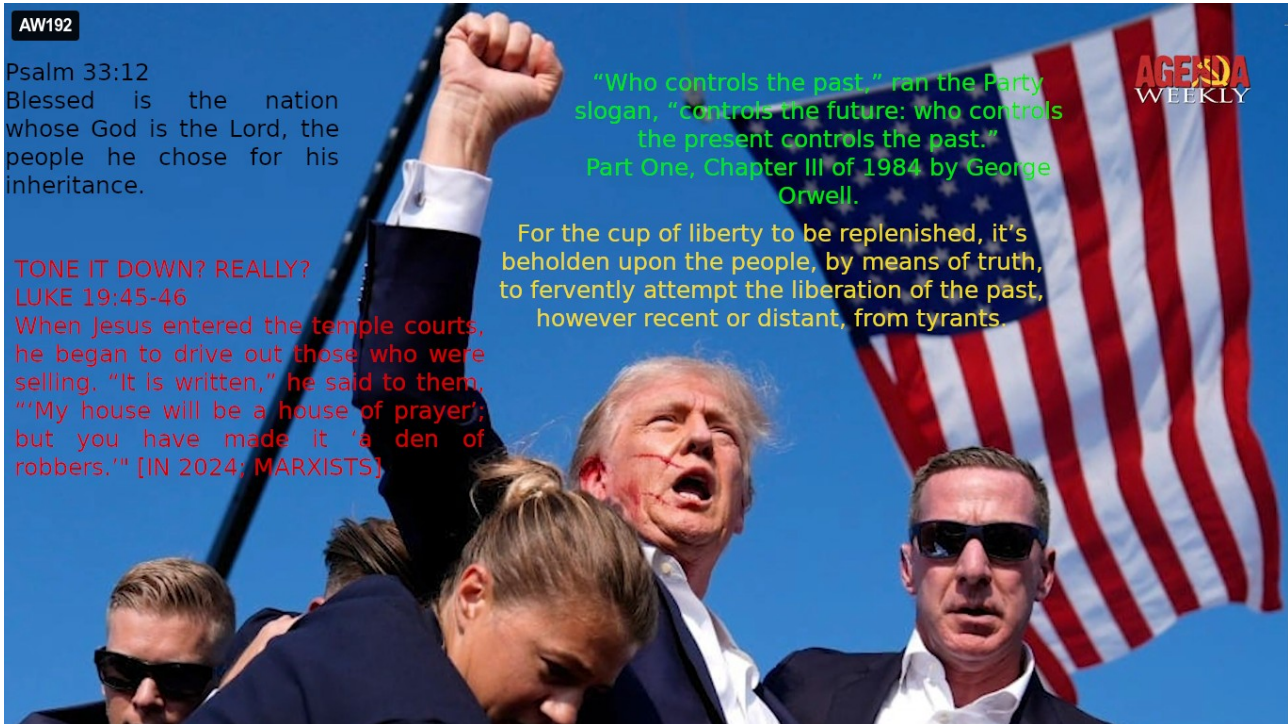 AW192
Psalm 33:12
Blessed is the nation
whose God is the Lord, the
people he chose for his
inheritance.
“Who controls the past,” ran the Party
slogan, “controls the future: who controls
the present controls the past.”
Part One, Chapter III of 1984 by George
Orwell.
AGENDA
WEEKLY
For the cup of liberty to be replenished, it’s
beholden upon the people, by means of truth,
to fervently attempt the liberation of the past,
however recent or distant, from tyrants.
TONE IT DOWN? REALLY?
LUKE 19:45-46
When Jesus entered the temple courts,
he began to drive out those who were
selling. “It is written,” he said to them,
“‘My house will be a house of prayer’;
but you have made it ‘a den of
robbers.’" [IN 2024; MARXISTS]